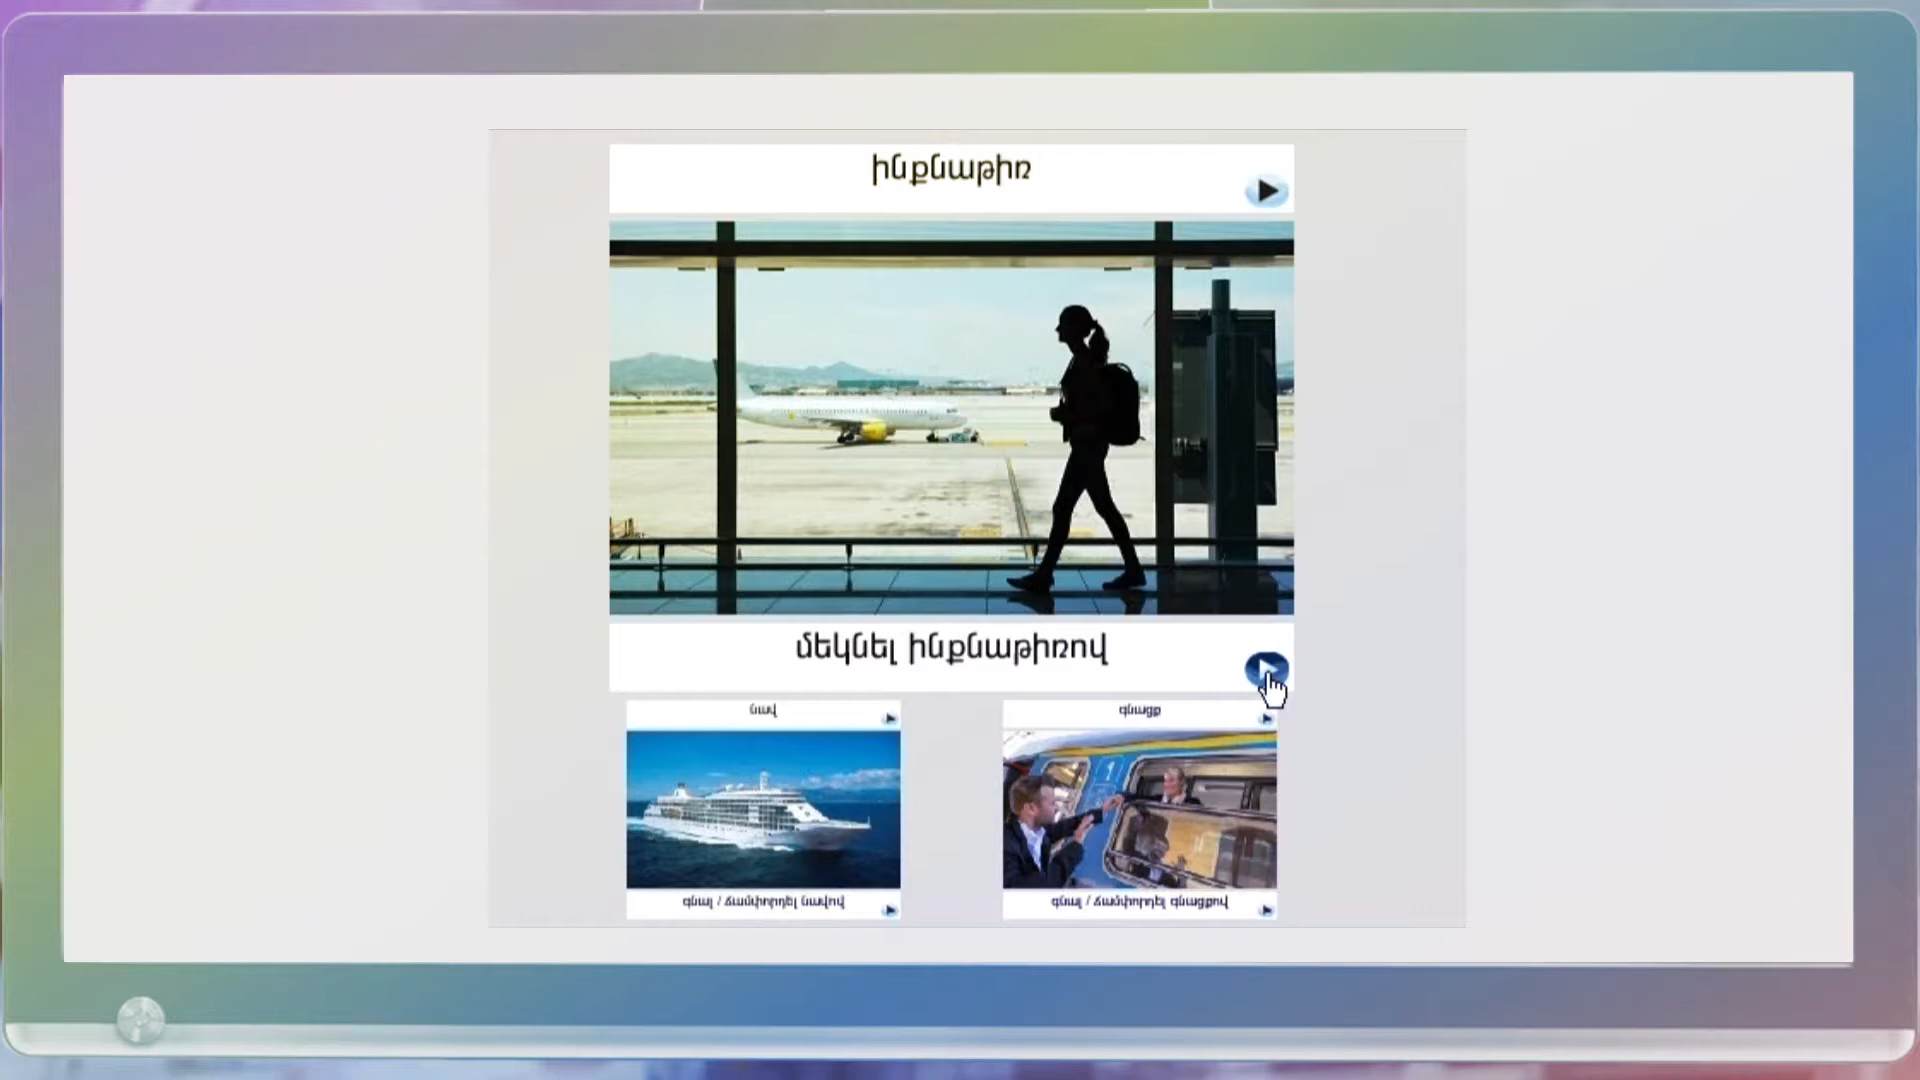 ինքնաթիռ
մեկնել ինքնաթիռով
նավ
գնացք
գնալ / ճամփորդել նավով
գնալ / ճամփորդել գնացքով